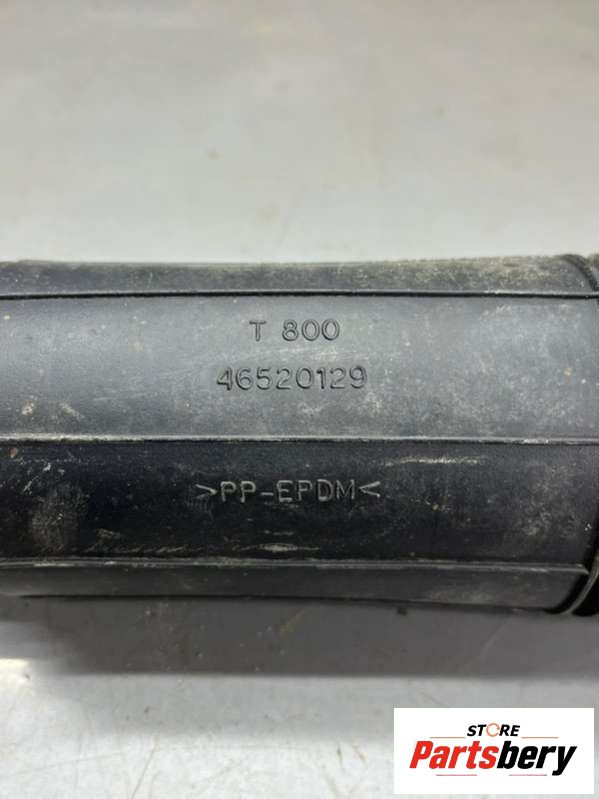 T 800
46520129
>PP-EPDM<
STORE
Partsbery